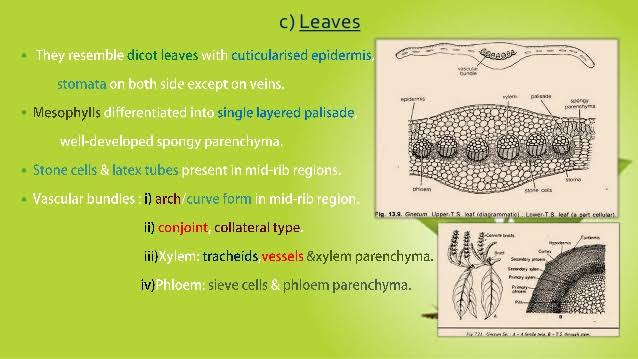 c) Leaves
They resemble dicot leaves with cuticularised epidermis,
stomata on both side except on veins.
Mesophylls differentiated into single layered palisade,
well-developed spongy parenchyma.
Stone cells & latex tubes present in mid-rib regions.
Vascular bundles : i) arch/curve form in mid-rib region.
ii) conjoint, collateral type.
iii)Xylem: tracheids, vessels &xylem parenchyma.
iv)Phloem: sieve cells & phloem parenchyma.
vascular
bundle
epidermis
xylem
palisade
spongy
parenchyma
phloem
stone cells
stoma
Fig. 13.9. Gnetum. Upper-T.S. leaf (diagrammatic) : Lower-T.S. leaf (a part cellular).
Bract
Epidermis
Hypodermis
Cortex
Secondary phloem
Secondary xylem
Primary xylem
Pith
A
B